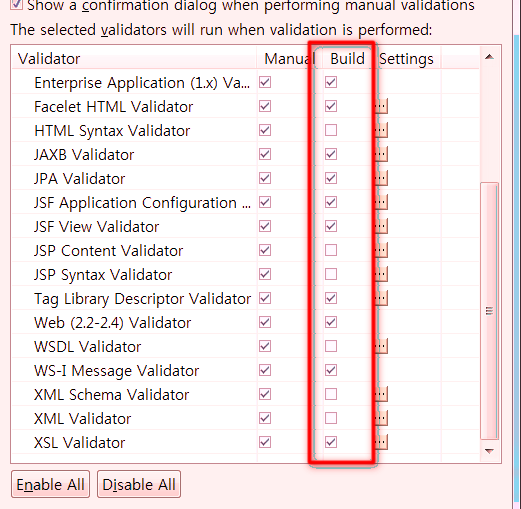 Show a confirmation dialog when performing manual validations
The selected validators will run when validation is performed:
Validator Manual Build Settings
Enterprise Application (1.x) Va...
Facelet HTML Validator ...
HTML Syntax Validator ...
JAXB Validator ...
JPA Validator ...
JSF Application Configuration ... ...
JSF View Validator ...
JSP Content Validator ...
JSP Syntax Validator ...
Tag Library Descriptor Validator ...
Web (2.2-2.4) Validator
WSDL Validator ...
WS-I Message Validator
XML Schema Validator ...
XML Validator ...
XSL Validator ...
Enable All Disable All